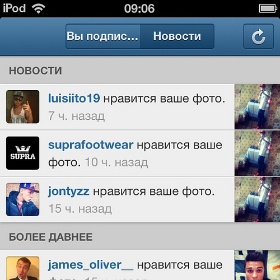 iPod 09:06
Вы подпис... Новости
НОВОСТИ
luisiito19 нравится ваше фото.
7 ч. назад
SUPRA
suprafootwear нравится ваше
фото. 10 ч. назад
jontyzz нравится ваше фото.
15 ч. назад
БОЛЕЕ ДАВНЕЕ
james_oliver__ нравится ваше